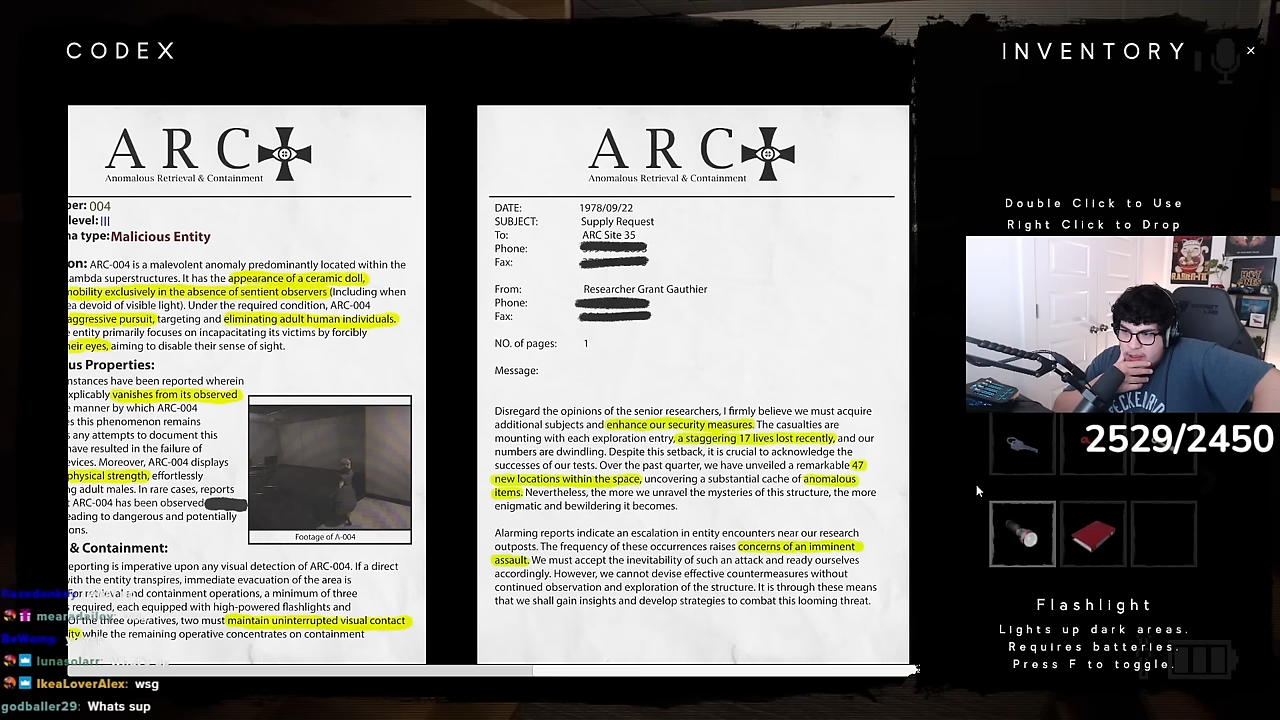 CODEX
INVENTORY
×
ARC
Anomalous Retrieval & Containment
ber: 004
level: III
na type: Malicious Entity
on: ARC-004 is a malevolent anomaly predominantly located within the
ambda superstructures. It has the appearance of a ceramic doll,
mobility exclusively in the absence of sentient observers (Including when
ea devoid of visible light). Under the required condition, ARC-004
aggressive pursuit, targeting and eliminating adult human individuals.
e entity primarily focuses on incapacitating its victims by forcibly
heir eyes, aiming to disable their sense of sight.
us Properties:
nstances have been reported wherein
xplicably vanishes from its observed
e manner by which ARC-004
es this phenomenon remains
s any attempts to document this
have resulted in the failure of
evices. Moreover, ARC-004 displays
physical strength, effortlessly
ng adult males. In rare cases, reports
ARC-004 has been observed
eading to dangerous and potentially
ons.
Footage of A-004
& Containment:
eporting is imperative upon any visual detection of ARC-004. If a direct
with the entity transpires, immediate evacuation of the area is
For retrieval and containment operations, a minimum of three
required, each equipped with high-powered flashlights and
Of the three operatives, two must maintain uninterrupted visual contact
ity while the remaining operative concentrates on containment
ARC
Anomalous Retrieval & Containment
DATE: 1978/09/22
SUBJECT: Supply Request
To: ARC Site 35
Phone:
Fax:
From: Researcher Grant Gauthier
Phone:
Fax:
NO. of pages: 1
Message:
Disregard the opinions of the senior researchers, I firmly believe we must acquire
additional subjects and enhance our security measures. The casualties are
mounting with each exploration entry, a staggering 17 lives lost recently, and our
numbers are dwindling. Despite this setback, it is crucial to acknowledge the
successes of our tests. Over the past quarter, we have unveiled a remarkable 47
new locations within the space, uncovering a substantial cache of anomalous
items. Nevertheless, the more we unravel the mysteries of this structure, the more
enigmatic and bewildering it becomes.
Alarming reports indicate an escalation in entity encounters near our research
outposts. The frequency of these occurrences raises concerns of an imminent
assault. We must accept the inevitability of such an attack and ready ourselves
accordingly. However, we cannot devise effective countermeasures without
continued observation and exploration of the structure. It is through these means
that we shall gain insights and develop strategies to combat this looming threat.
Double Click to Use
Right Click to Drop
2529/2450
Flashlight
Lights up dark areas.
Requires batteries.
Press F to toggle.
lunasolarr:
IkeaLoverAlex: wsg
godballer29: Whats sup